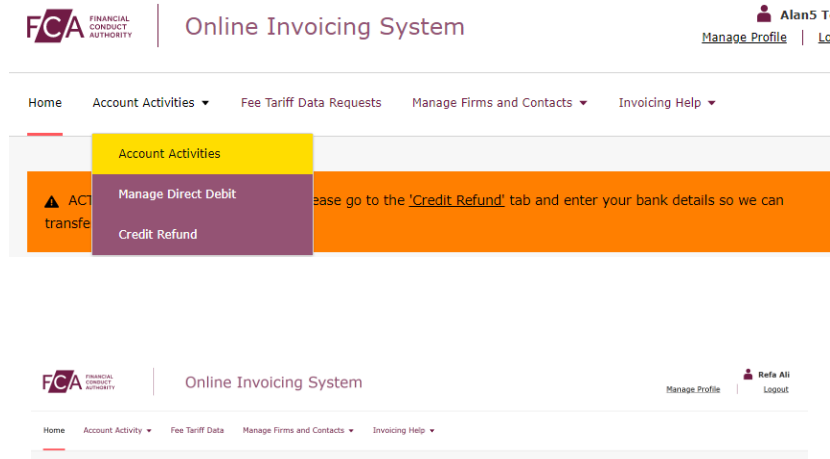 FCA FINANCIAL CONDUCT AUTHORITY
Online Invoicing System
Alan5
Manage Profile
Home Account Activities Fee Tariff Data Requests Manage Firms and Contacts Invoicing Help
Account Activities
Manage Direct Debit
Credit Refund
ease go to the 'Credit Refund' tab and enter your bank details so we can
transfe
FCA FINANCIAL CONDUCT AUTHORITY
Online Invoicing System
Refa Ali
Manage Profile Logout
Home Account Activity Fee Tariff Data Manage Firms and Contacts Invoicing Help